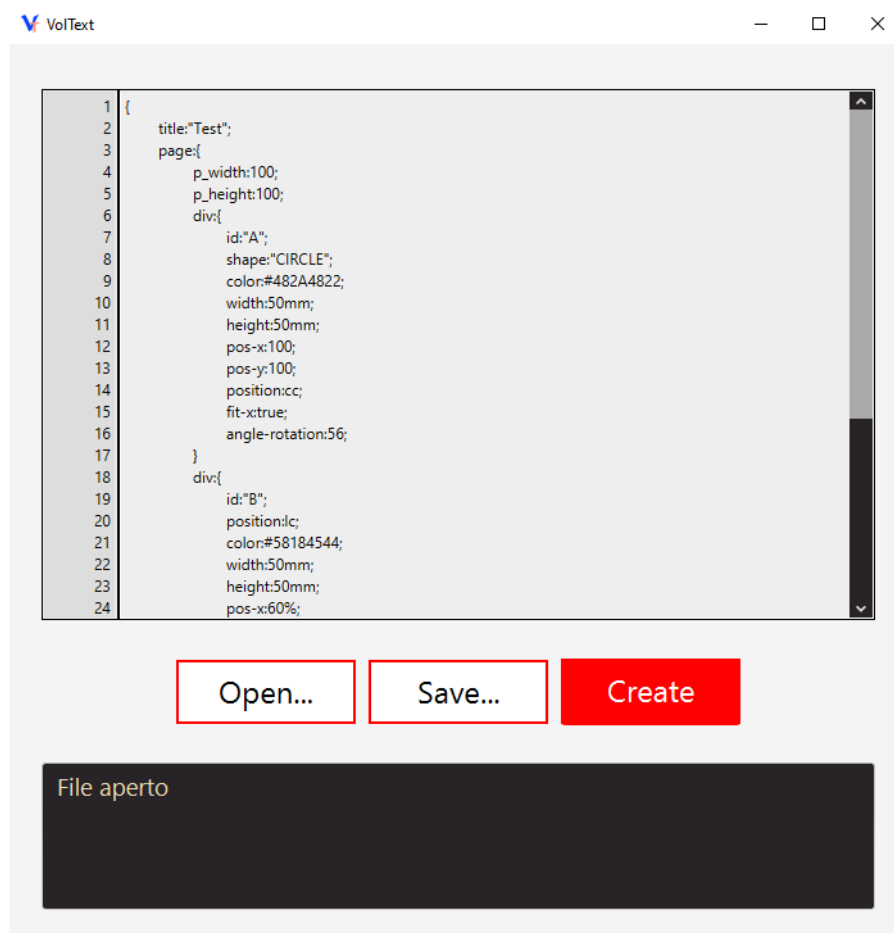 VolText
1 {
2 title:"Test";
3 page:{
4 p_width:100;
5 p_height:100;
6 div:{
7 id:"A";
8 shape:"CIRCLE";
9 color:#482A4822;
10 width:50mm;
11 height:50mm;
12 pos-x:100;
13 pos-y:100;
14 position:cc;
15 fit-x:true;
16 angle-rotation:56;
17 }
18 div:{
19 id:"B";
20 position:lc;
21 color:#58184544;
22 width:50mm;
23 height:50mm;
24 pos-x:60%;
Open... Save... Create
File aperto